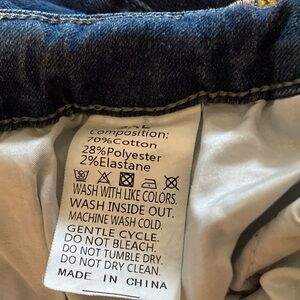 Composition:
70%Cotton
28%Polyester
2%Elastane
WASH WITH LIKE COLORS.
WASH INSIDE OUT.
MACHINE WASH COLD.
GENTLE CYCLE.
DO NOT BLEACH.
DO NOT TUMBLE DRY.
DO NOT DRY CLEAN.
MADE IN CHINA